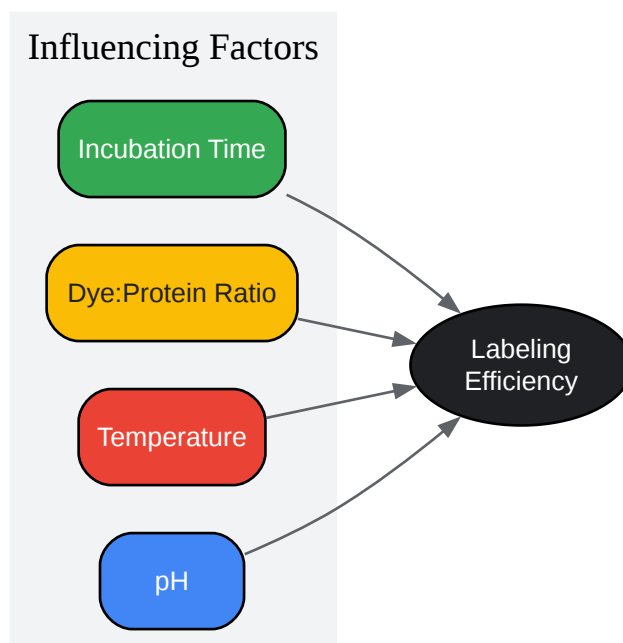 Influencing Factors
Incubation Time
Dye:Protein Ratio
Labeling
Efficiency
Temperature
pH